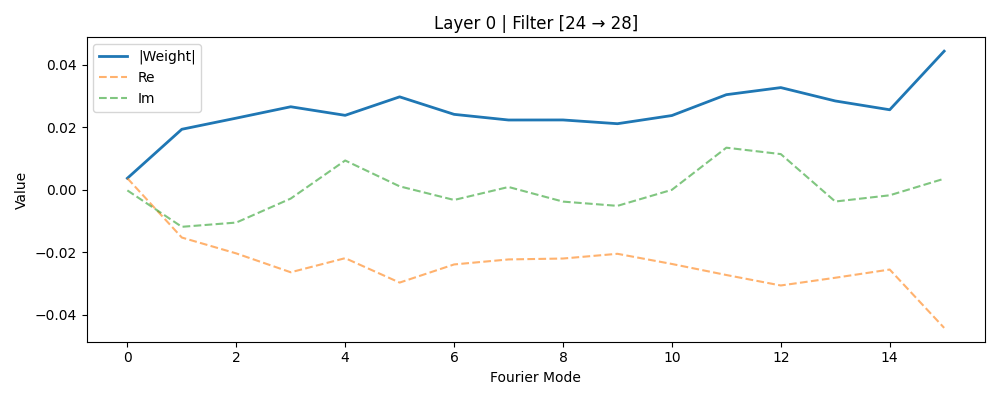 Layer 0 | Filter [24 → 28]
|Weight|
Re
Im
0.04
0.02
0.00
−0.02
−0.04
Value
0 2 4 6 8 10 12 14
Fourier Mode